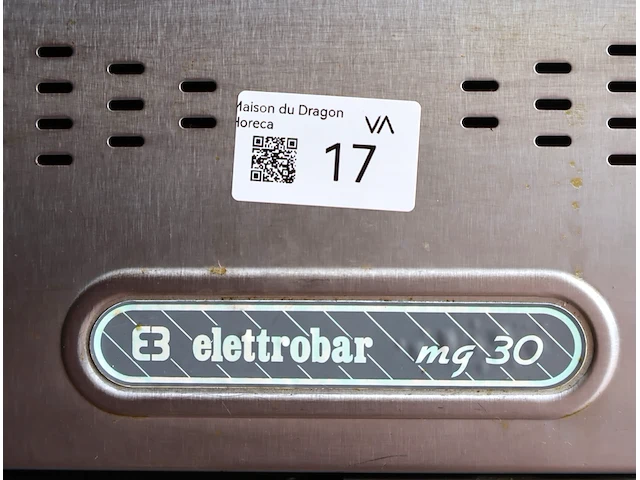 Maison du Dragon
Horeca
VA
17
EB elettrobar mg 30